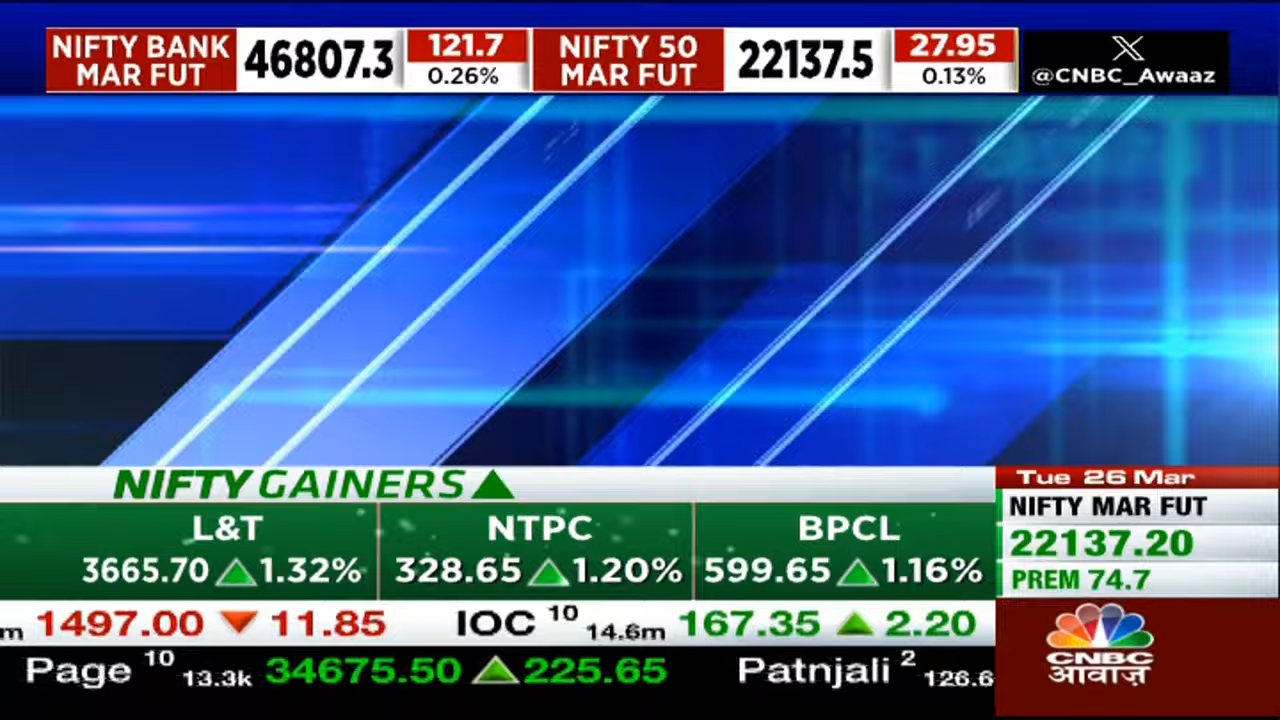 NIFTY BANK
MAR FUT
46807.3
121.7
0.26%
NIFTY 50
MAR FUT
22137.5
27.95
0.13%
X
@CNBC_Awaaz
NIFTY GAINERS
L&T
3665.70 1.32%
NTPC
328.65 1.20%
BPCL
599.65 1.16%
Tue 26 Mar
NIFTY MAR FUT
22137.20
PREM 74.7
m 1497.00 11.85 IOC 10 14.6m 167.35 2.20
Page 10 13.3k 34675.50 225.65 Patnjali 2 126.6
CNBC
आवाज़